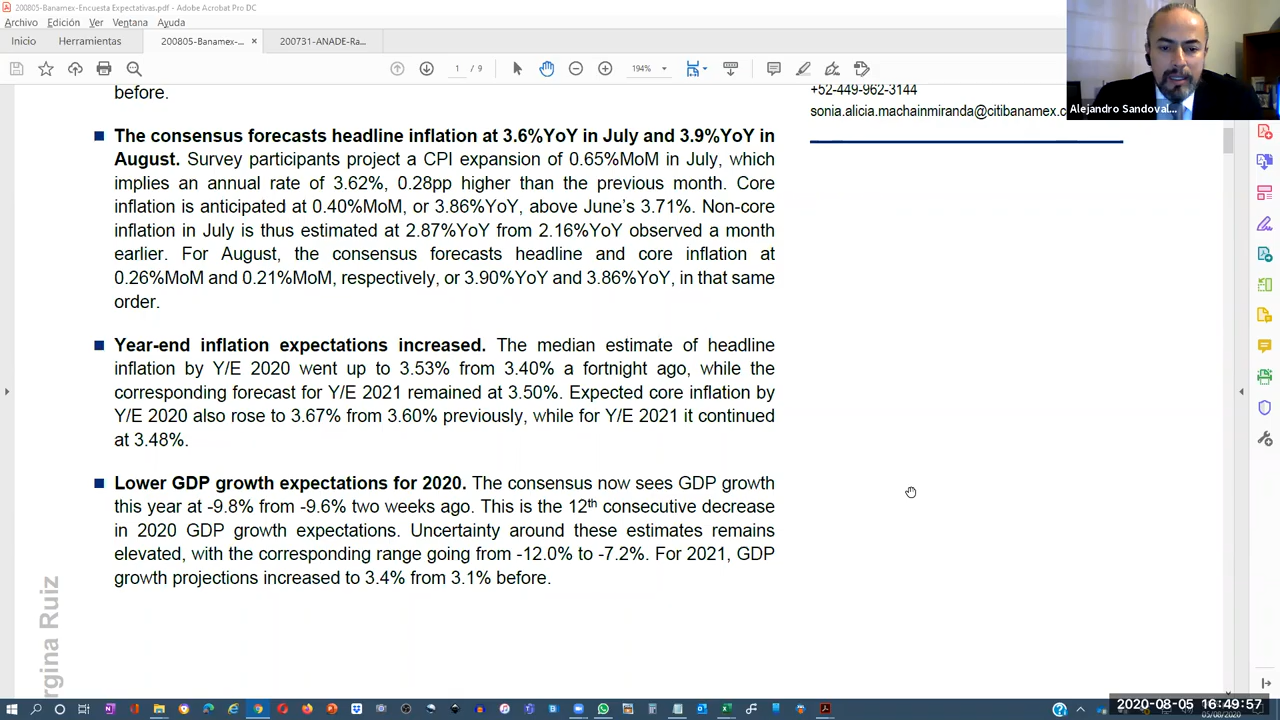 200805-Banamex-Encuesta Expectativas.pdf - Adobe Acrobat Pro DC
Archivo Edición Ver Ventana Ayuda
Inicio Herramientas 200805-Banamex-... × 200731-ANADE-Ra...
1 / 9 194%
before.
+52-449-962-3144
sonia.alicia.machainmiranda@citibanamex.c
Alejandro Sandoval...
The consensus forecasts headline inflation at 3.6%YoY in July and 3.9%YoY in
August. Survey participants project a CPI expansion of 0.65%MoM in July, which
implies an annual rate of 3.62%, 0.28pp higher than the previous month. Core
inflation is anticipated at 0.40%MoM, or 3.86%YoY, above June's 3.71%. Non-core
inflation in July is thus estimated at 2.87%YoY from 2.16%YoY observed a month
earlier. For August, the consensus forecasts headline and core inflation at
0.26%MoM and 0.21%MoM, respectively, or 3.90%YoY and 3.86%YoY, in that same
order.
Year-end inflation expectations increased. The median estimate of headline
inflation by Y/E 2020 went up to 3.53% from 3.40% a fortnight ago, while the
corresponding forecast for Y/E 2021 remained at 3.50%. Expected core inflation by
Y/E 2020 also rose to 3.67% from 3.60% previously, while for Y/E 2021 it continued
at 3.48%.
Lower GDP growth expectations for 2020. The consensus now sees GDP growth
this year at -9.8% from -9.6% two weeks ago. This is the 12th consecutive decrease
in 2020 GDP growth expectations. Uncertainty around these estimates remains
elevated, with the corresponding range going from -12.0% to -7.2%. For 2021, GDP
growth projections increased to 3.4% from 3.1% before.
rgina Ruiz
2020-08-05 16:49:57
05/08/2020